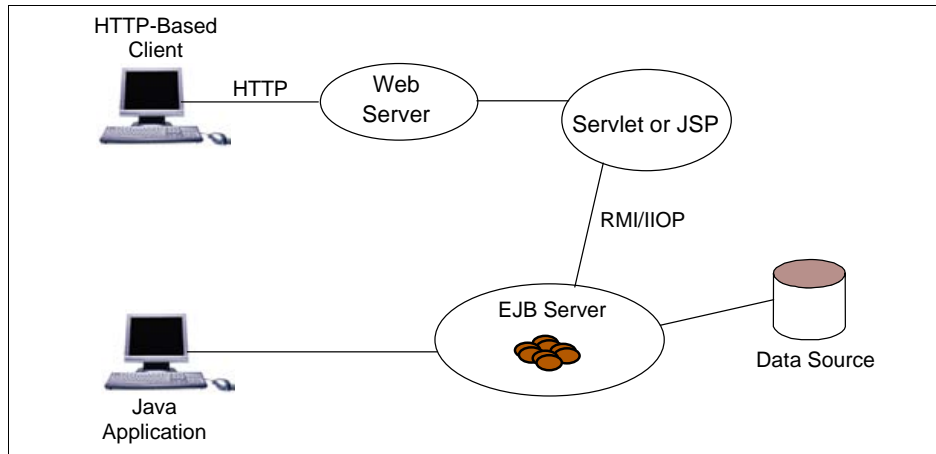 HTTP-Based
Client
HTTP
Web
Server
Servlet or JSP
RMI/IIOP
EJB Server
Data Source
Java
Application